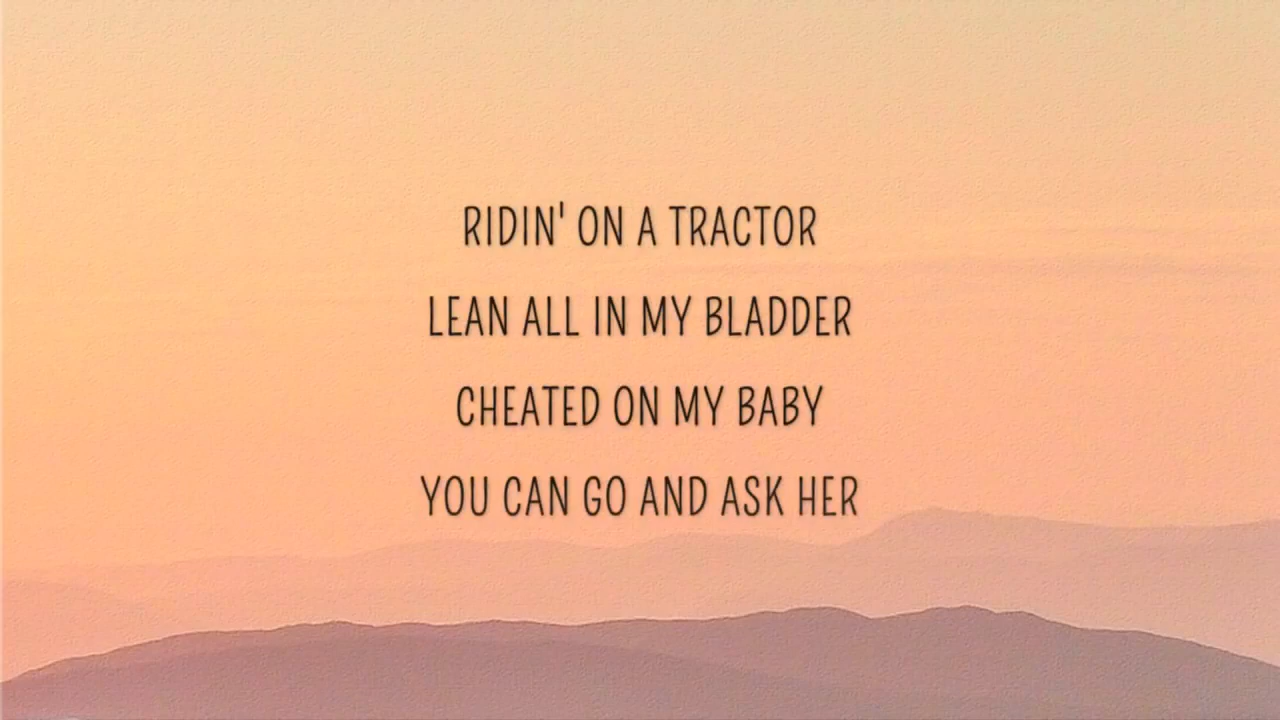 RIDIN' ON A TRACTOR
LEAN ALL IN MY BLADDER
CHEATED ON MY BABY
YOU CAN GO AND ASK HER